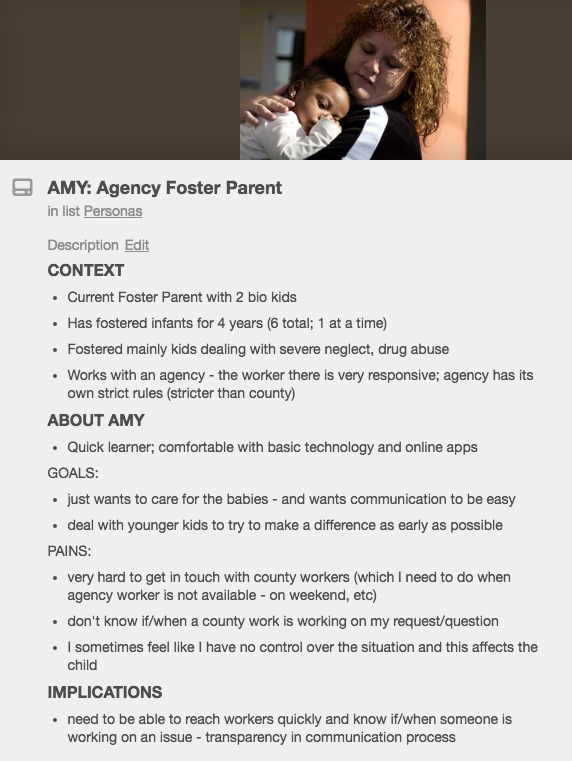 AMY: Agency Foster Parent
in list Personas
Description Edit
CONTEXT
• Current Foster Parent with 2 bio kids
• Has fostered infants for 4 years (6 total; 1 at a time)
• Fostered mainly kids dealing with severe neglect, drug abuse
• Works with an agency - the worker there is very responsive; agency has its
own strict rules (stricter than county)
ABOUT AMY
• Quick learner; comfortable with basic technology and online apps
GOALS:
• just wants to care for the babies - and wants communication to be easy
• deal with younger kids to try to make a difference as early as possible
PAINS:
• very hard to get in touch with county workers (which I need to do when
agency worker is not available - on weekend, etc)
• don't know if/when a county work is working on my request/question
• I sometimes feel like I have no control over the situation and this affects the
child
IMPLICATIONS
• need to be able to reach workers quickly and know if/when someone is
working on an issue - transparency in communication process